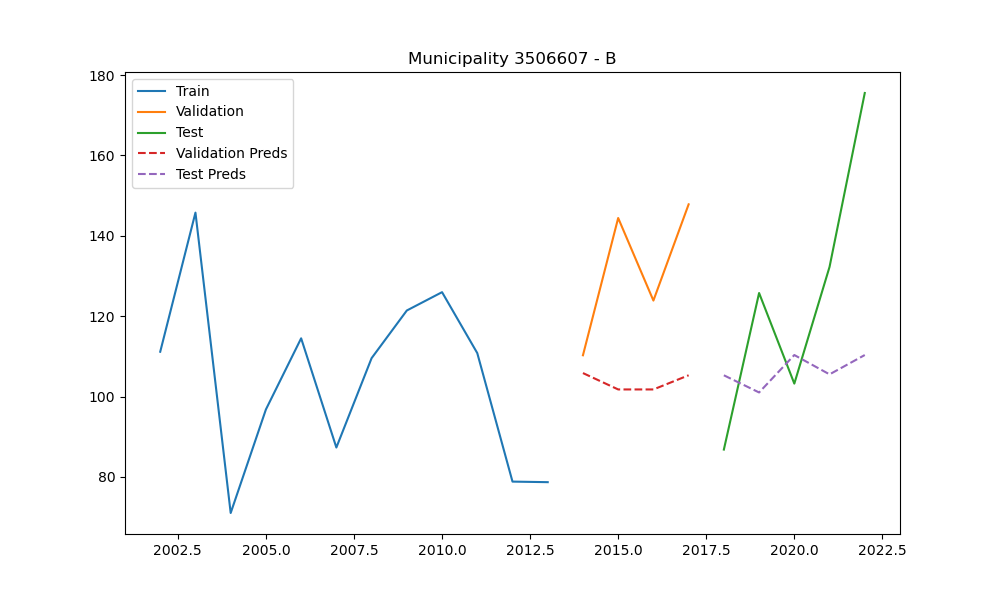 Municipality 3506607 - B
180
160
140
120
100
80
Train
Validation
Test
Validation Preds
Test Preds
2002.5 2005.0 2007.5 2010.0 2012.5 2015.0 2017.5 2020.0 2022.5